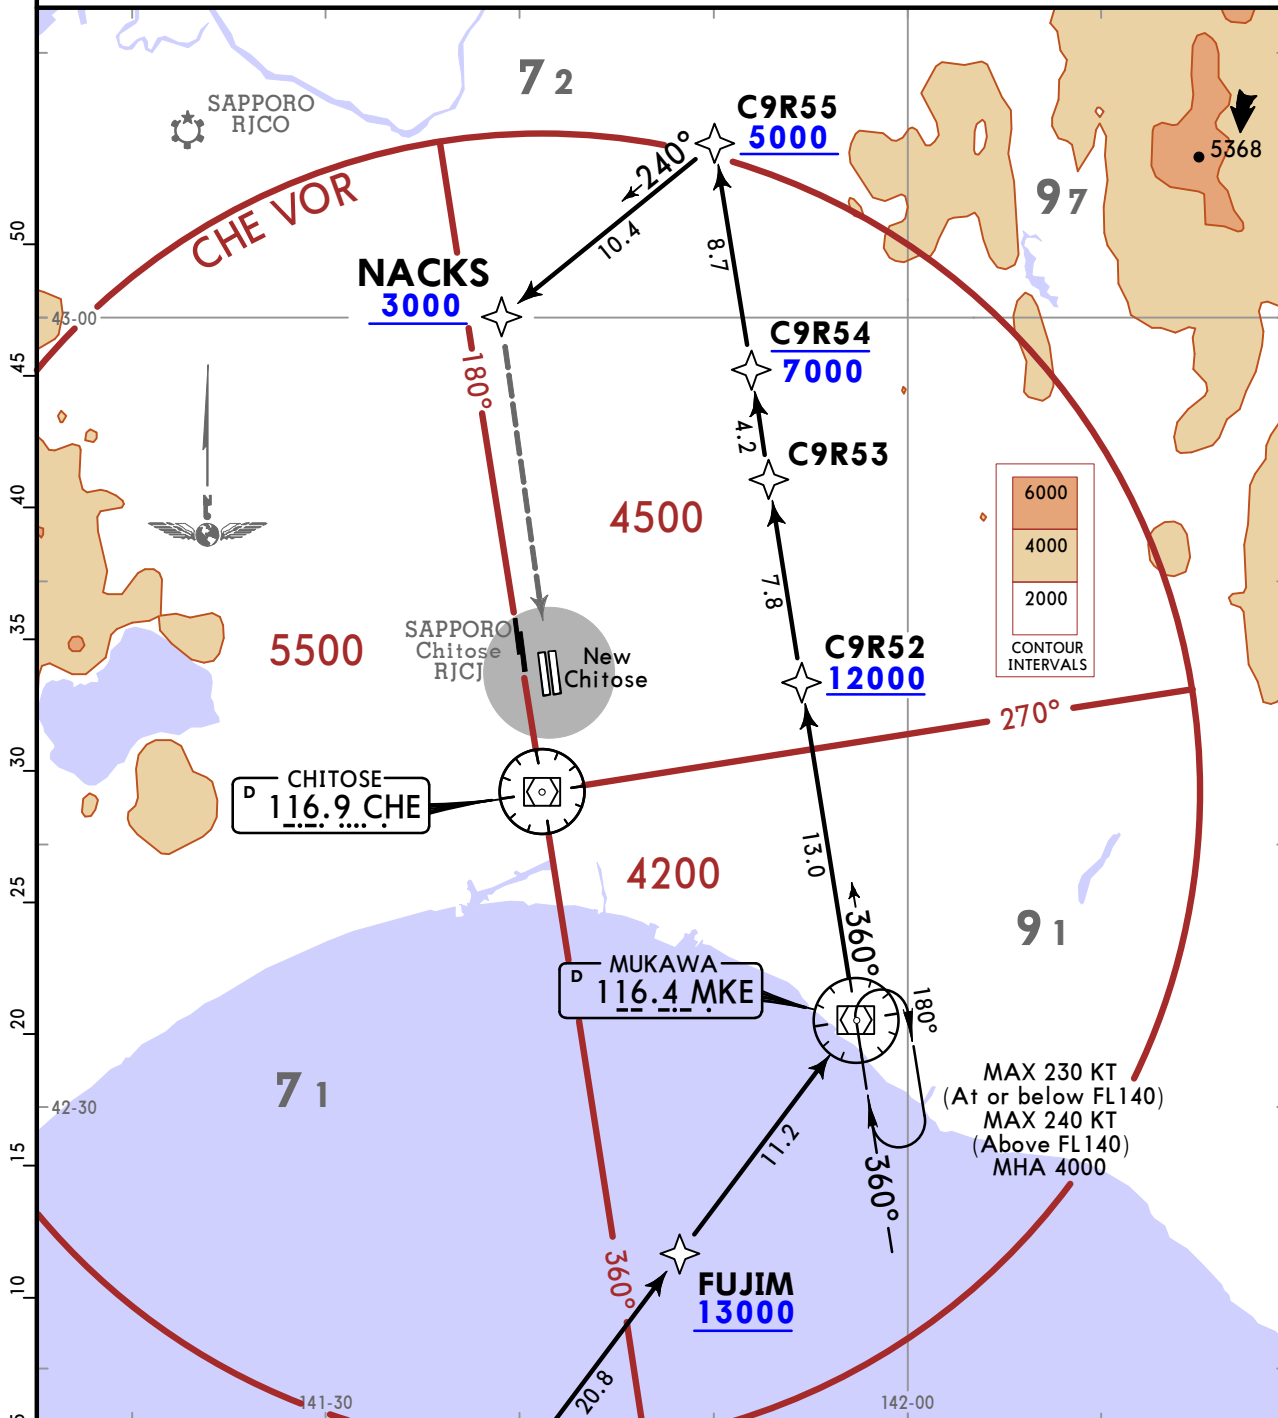 7 2
SAPPORO
RJCO
C9R55
5000
240°
5368
CHE VOR
9 7
10.4
8.7
50
NACKS
3000
43-00
C9R54
7000
45
180°
4.2
C9R53
6000
4000
2000
CONTOUR
INTERVALS
40
4500
7.8
35
5500
SAPPORO
Chitose
RJCJ
New
Chitose
C9R52
12000
270°
30
CHITOSE
D 116.9 CHE
13.0
4200
25
360°
9 1
MUKAWA
D 116.4 MKE
180°
20
7 1
42-30
MAX 230 KT
(At or below FL140)
MAX 240 KT
(Above FL140)
MHA 4000
11.2
15
360°
FUJIM
13000
360°
10
20.8
141-30
142-00